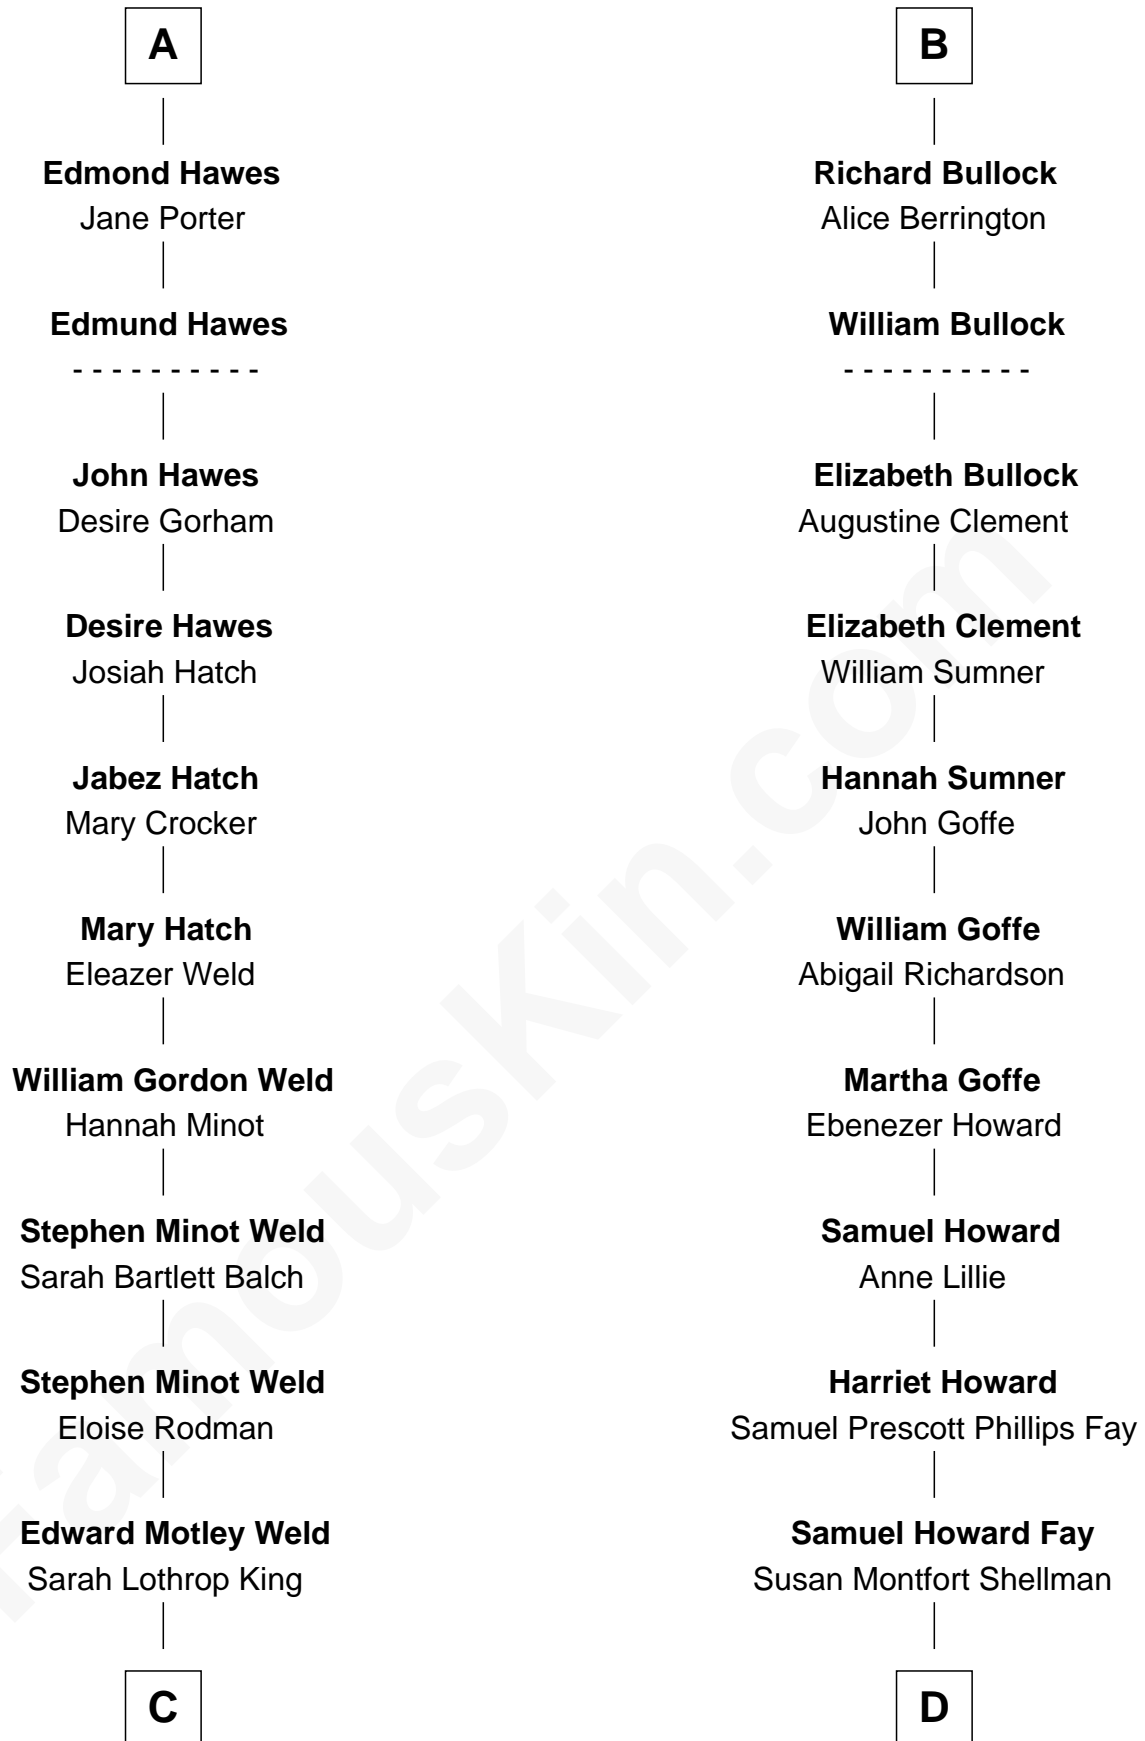 A
Edmond Hawes
Jane Porter
Edmund Hawes
- - - - - - - - - -
John Hawes
Desire Gorham
Desire Hawes
Josiah Hatch
Jabez Hatch
Mary Crocker
Mary Hatch
Eleazer Weld
William Gordon Weld
Hannah Minot
Stephen Minot Weld
Sarah Bartlett Balch
Stephen Minot Weld
Eloise Rodman
Edward Motley Weld
Sarah Lothrop King
C
B
Richard Bullock
Alice Berrington
William Bullock
- - - - - - - - - -
Elizabeth Bullock
Augustine Clement
Elizabeth Clement
William Sumner
Hannah Sumner
John Goffe
William Goffe
Abigail Richardson
Martha Goffe
Ebenezer Howard
Samuel Howard
Anne Lillie
Harriet Howard
Samuel Prescott Phillips Fay
Samuel Howard Fay
Susan Montfort Shellman
D
FamousKin.com